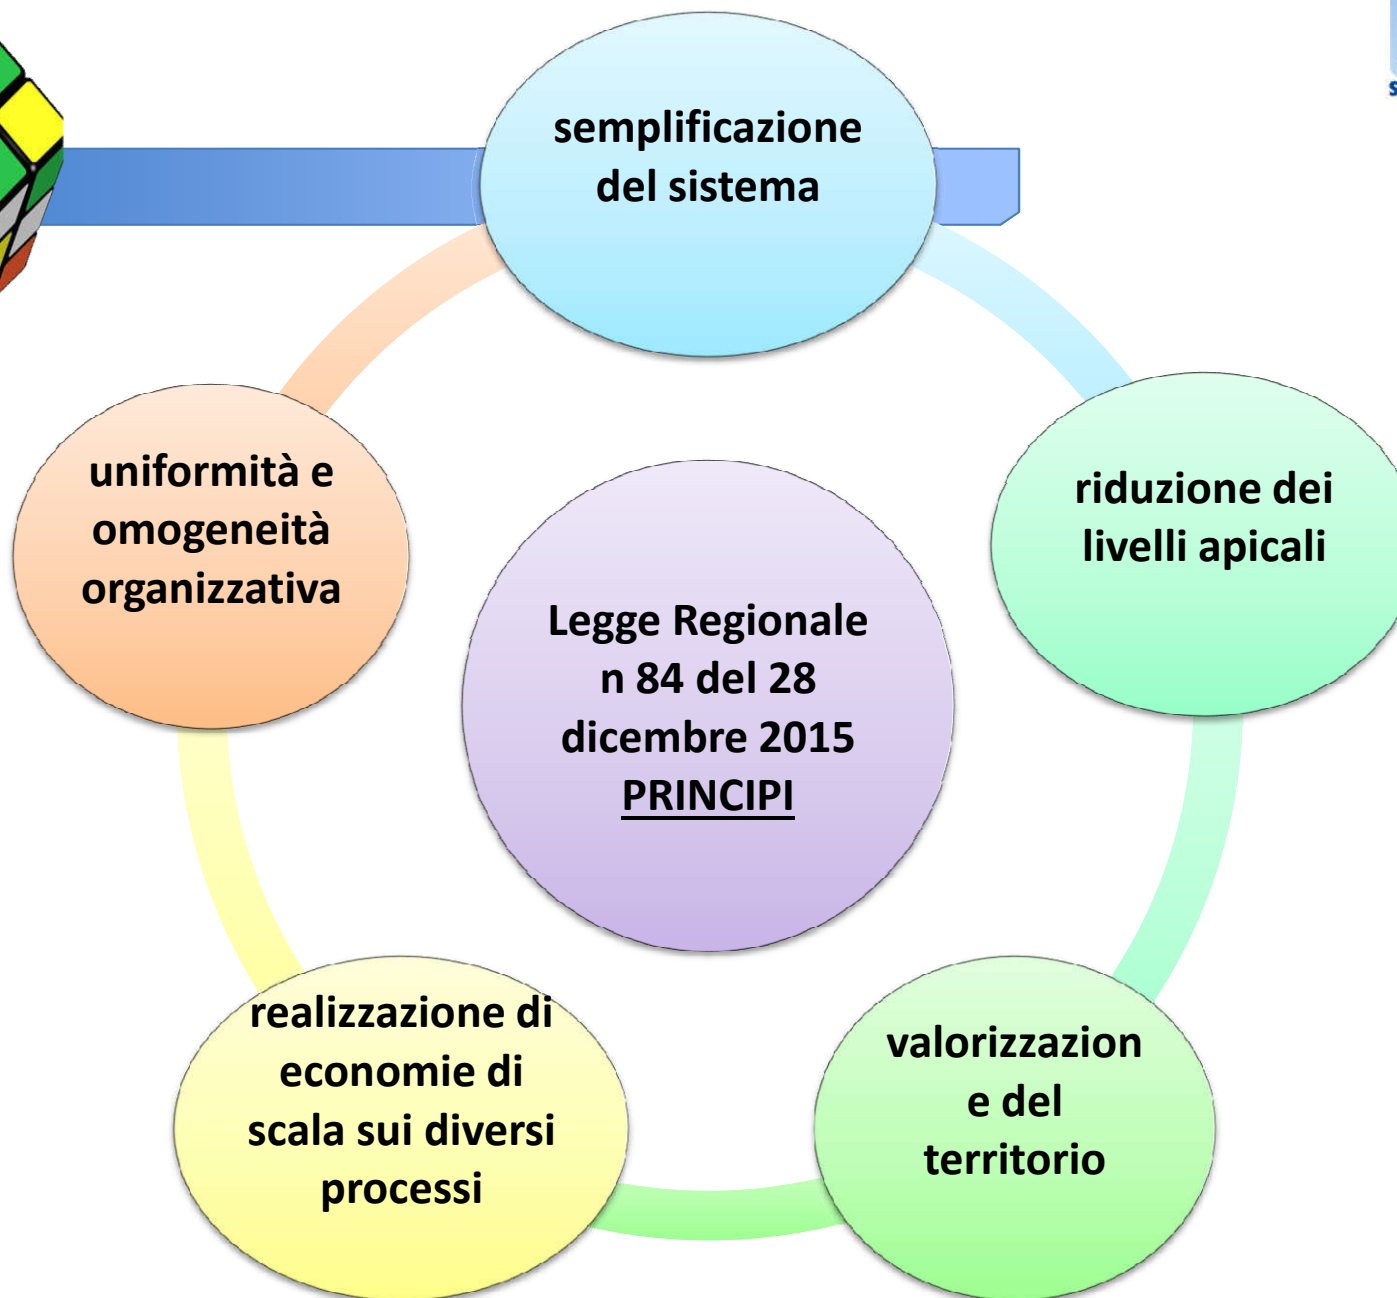 semplificazione
del sistema
uniformità e
omogeneità
organizzativa
riduzione dei
livelli apicali
Legge Regionale
n 84 del 28
dicembre 2015
PRINCIPI
realizzazione di
economie di
scala sui diversi
processi
valorizzazion
e del
territorio